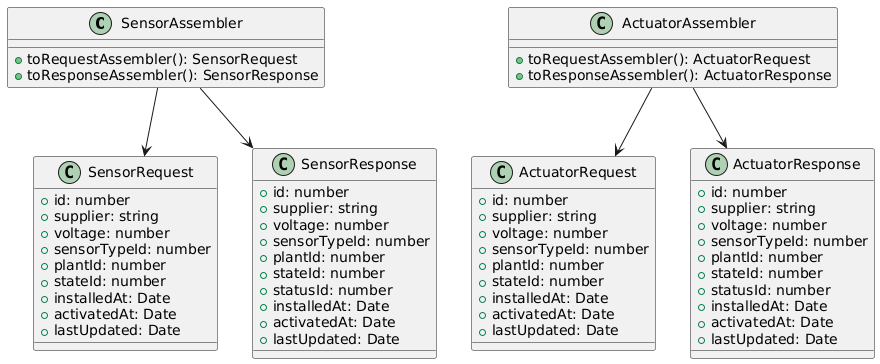 C SensorAssembler
toRequestAssembler(): SensorRequest
toResponseAssembler(): SensorResponse
C ActuatorAssembler
toRequestAssembler(): ActuatorRequest
toResponseAssembler(): ActuatorResponse
C SensorRequest
id: number
supplier: string
voltage: number
sensorTypeId: number
plantId: number
stateId: number
installedAt: Date
activatedAt: Date
lastUpdated: Date
C SensorResponse
id: number
supplier: string
voltage: number
sensorTypeId: number
plantId: number
stateId: number
statusId: number
installedAt: Date
activatedAt: Date
lastUpdated: Date
C ActuatorRequest
id: number
supplier: string
voltage: number
sensorTypeId: number
plantId: number
stateId: number
installedAt: Date
activatedAt: Date
lastUpdated: Date
C ActuatorResponse
id: number
supplier: string
voltage: number
sensorTypeId: number
plantId: number
stateId: number
statusId: number
installedAt: Date
activatedAt: Date
lastUpdated: Date